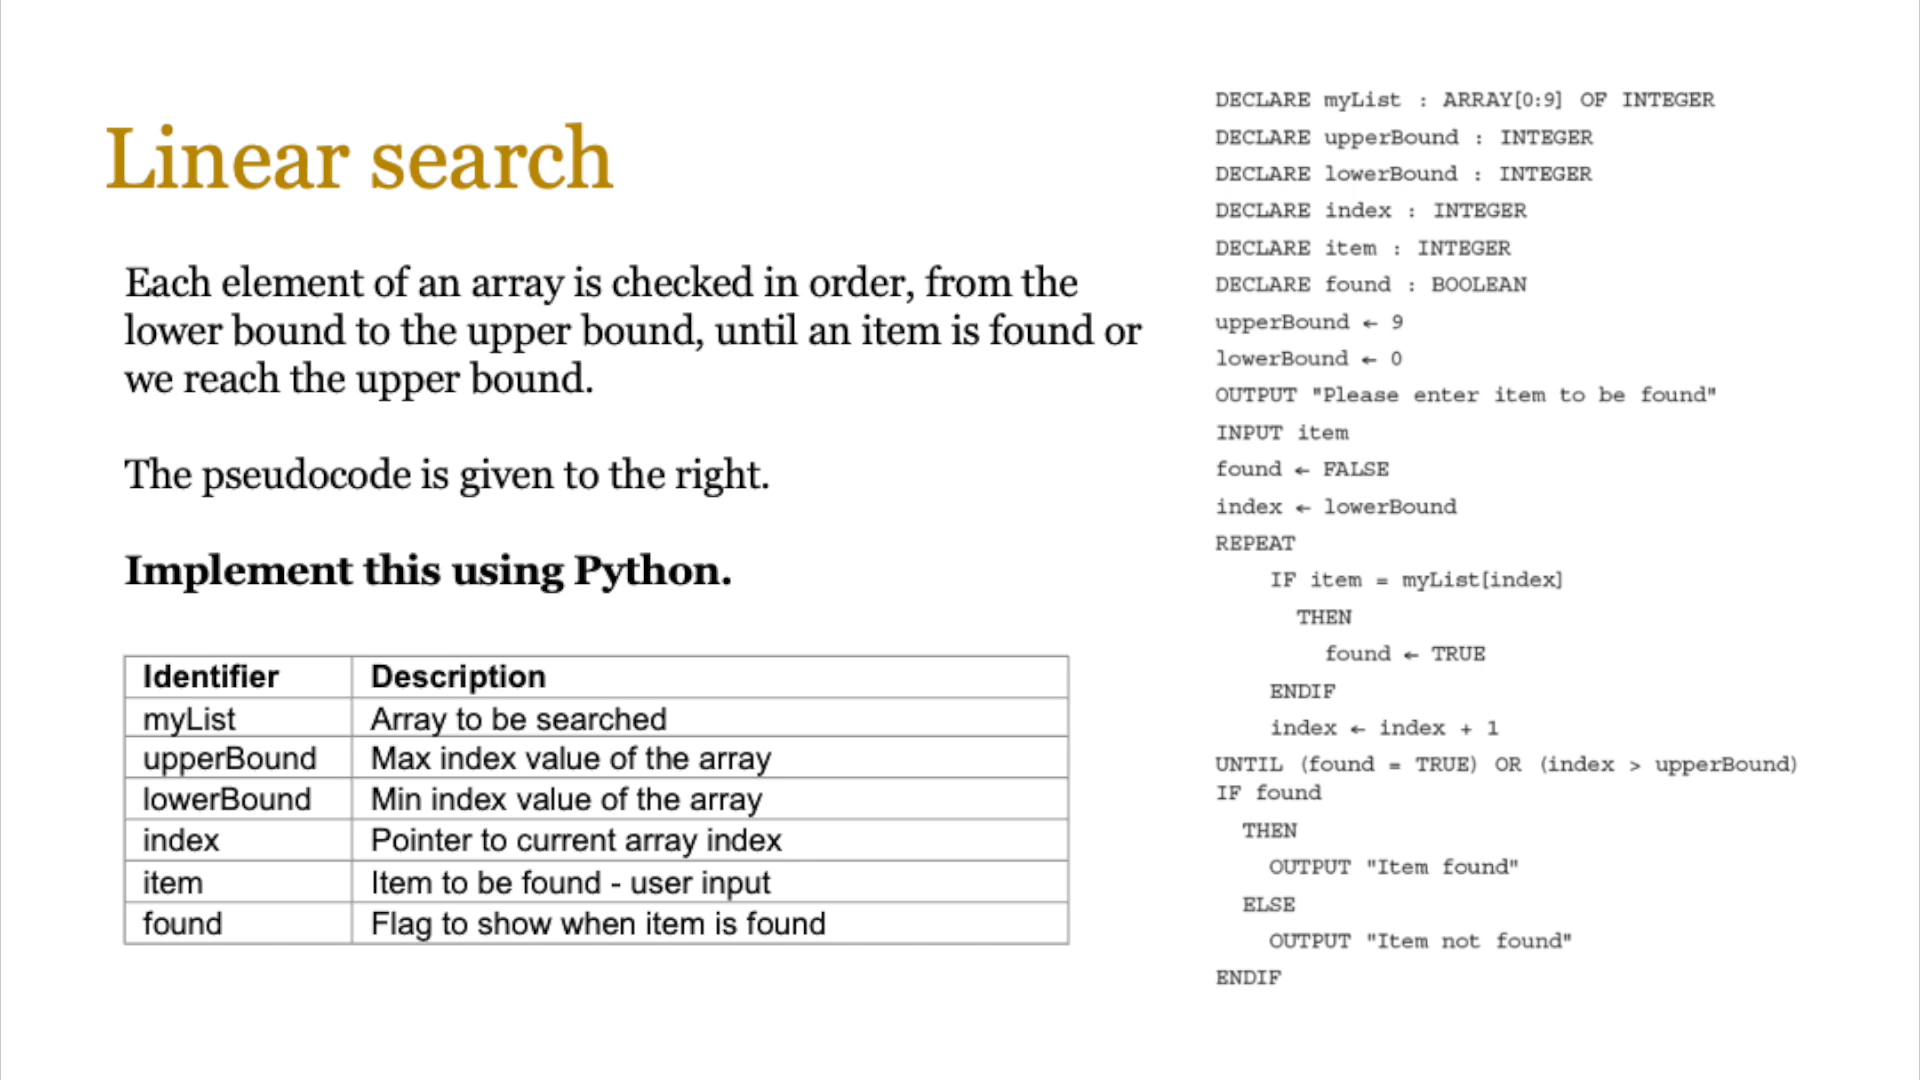 Linear search
Each element of an array is checked in order, from the
lower bound to the upper bound, until an item is found or
we reach the upper bound.
The pseudocode is given to the right.
Implement this using Python.
Identifier Description
myList Array to be searched
upperBound Max index value of the array
lowerBound Min index value of the array
index Pointer to current array index
item Item to be found - user input
found Flag to show when item is found
DECLARE myList : ARRAY[0:9] OF INTEGER
DECLARE upperBound : INTEGER
DECLARE lowerBound : INTEGER
DECLARE index : INTEGER
DECLARE item : INTEGER
DECLARE found : BOOLEAN
upperBound ← 9
lowerBound ← 0
OUTPUT "Please enter item to be found"
INPUT item
found ← FALSE
index ← lowerBound
REPEAT
IF item = myList[index]
THEN
found ← TRUE
ENDIF
index ← index + 1
UNTIL (found = TRUE) OR (index > upperBound)
IF found
THEN
OUTPUT "Item found"
ELSE
OUTPUT "Item not found"
ENDIF